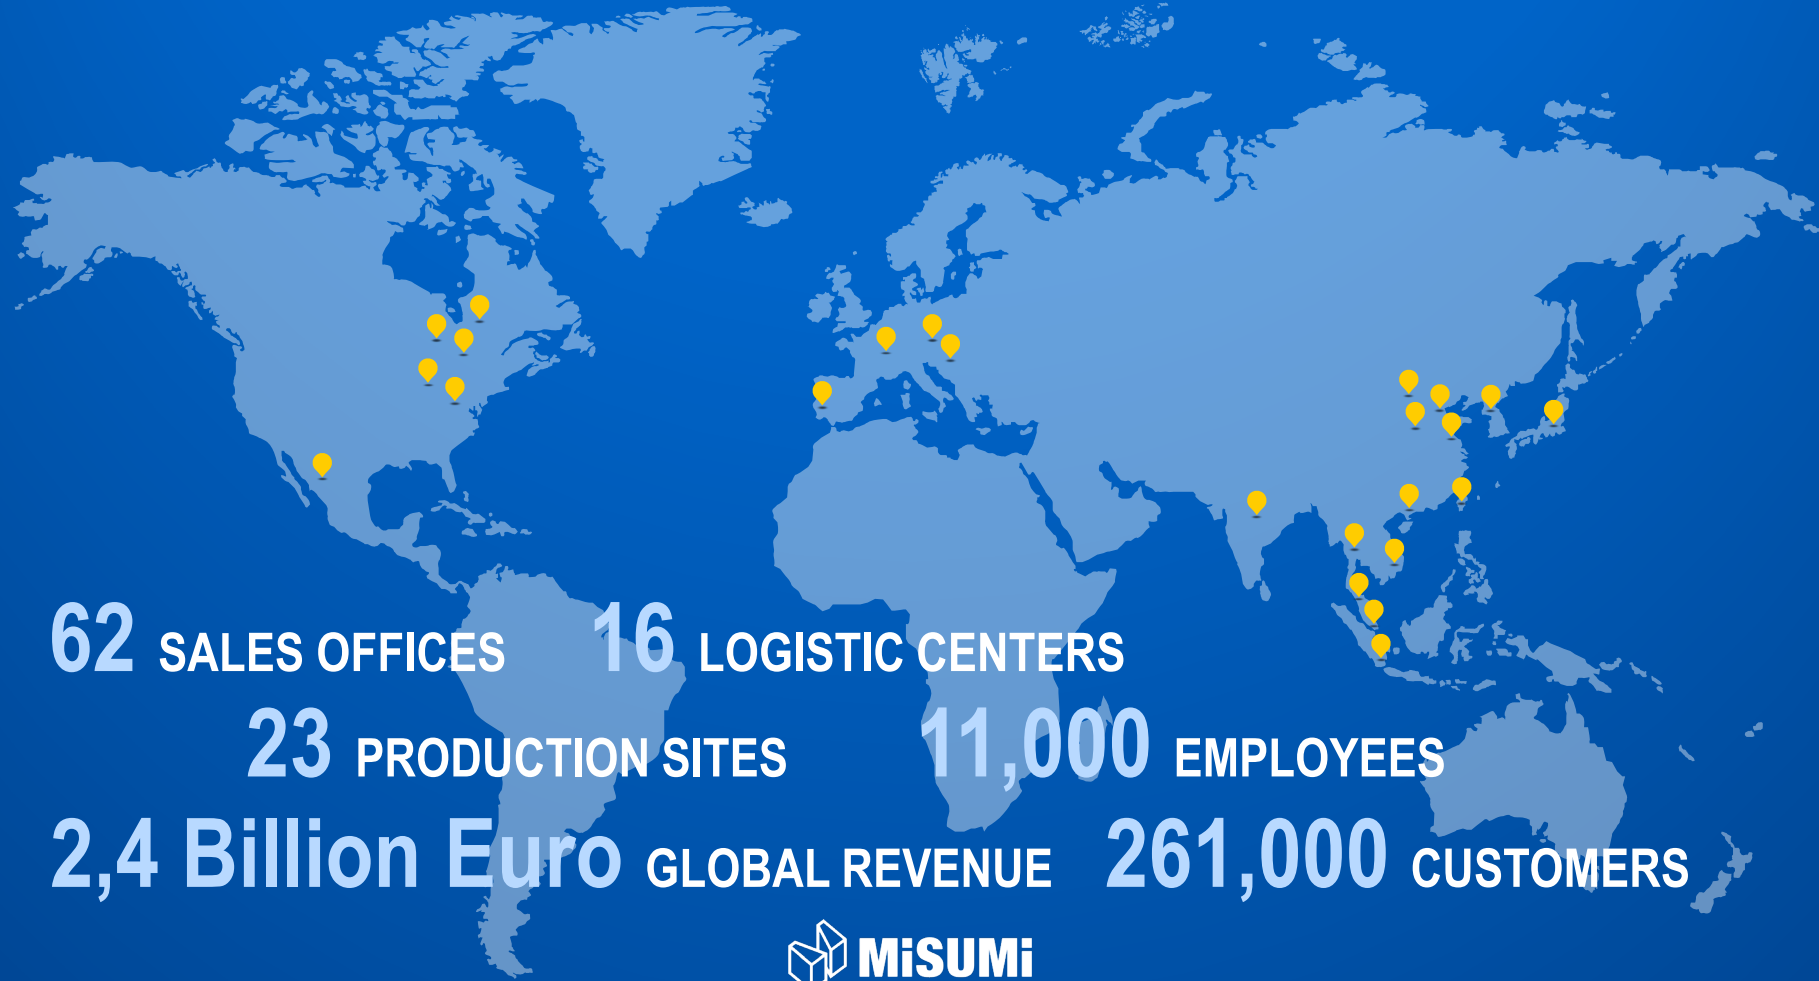 62 SALES OFFICES 16 LOGISTIC CENTERS
23 PRODUCTION SITES 11,000 EMPLOYEES
2,4 Billion Euro GLOBAL REVENUE 261,000 CUSTOMERS
MiSUMi